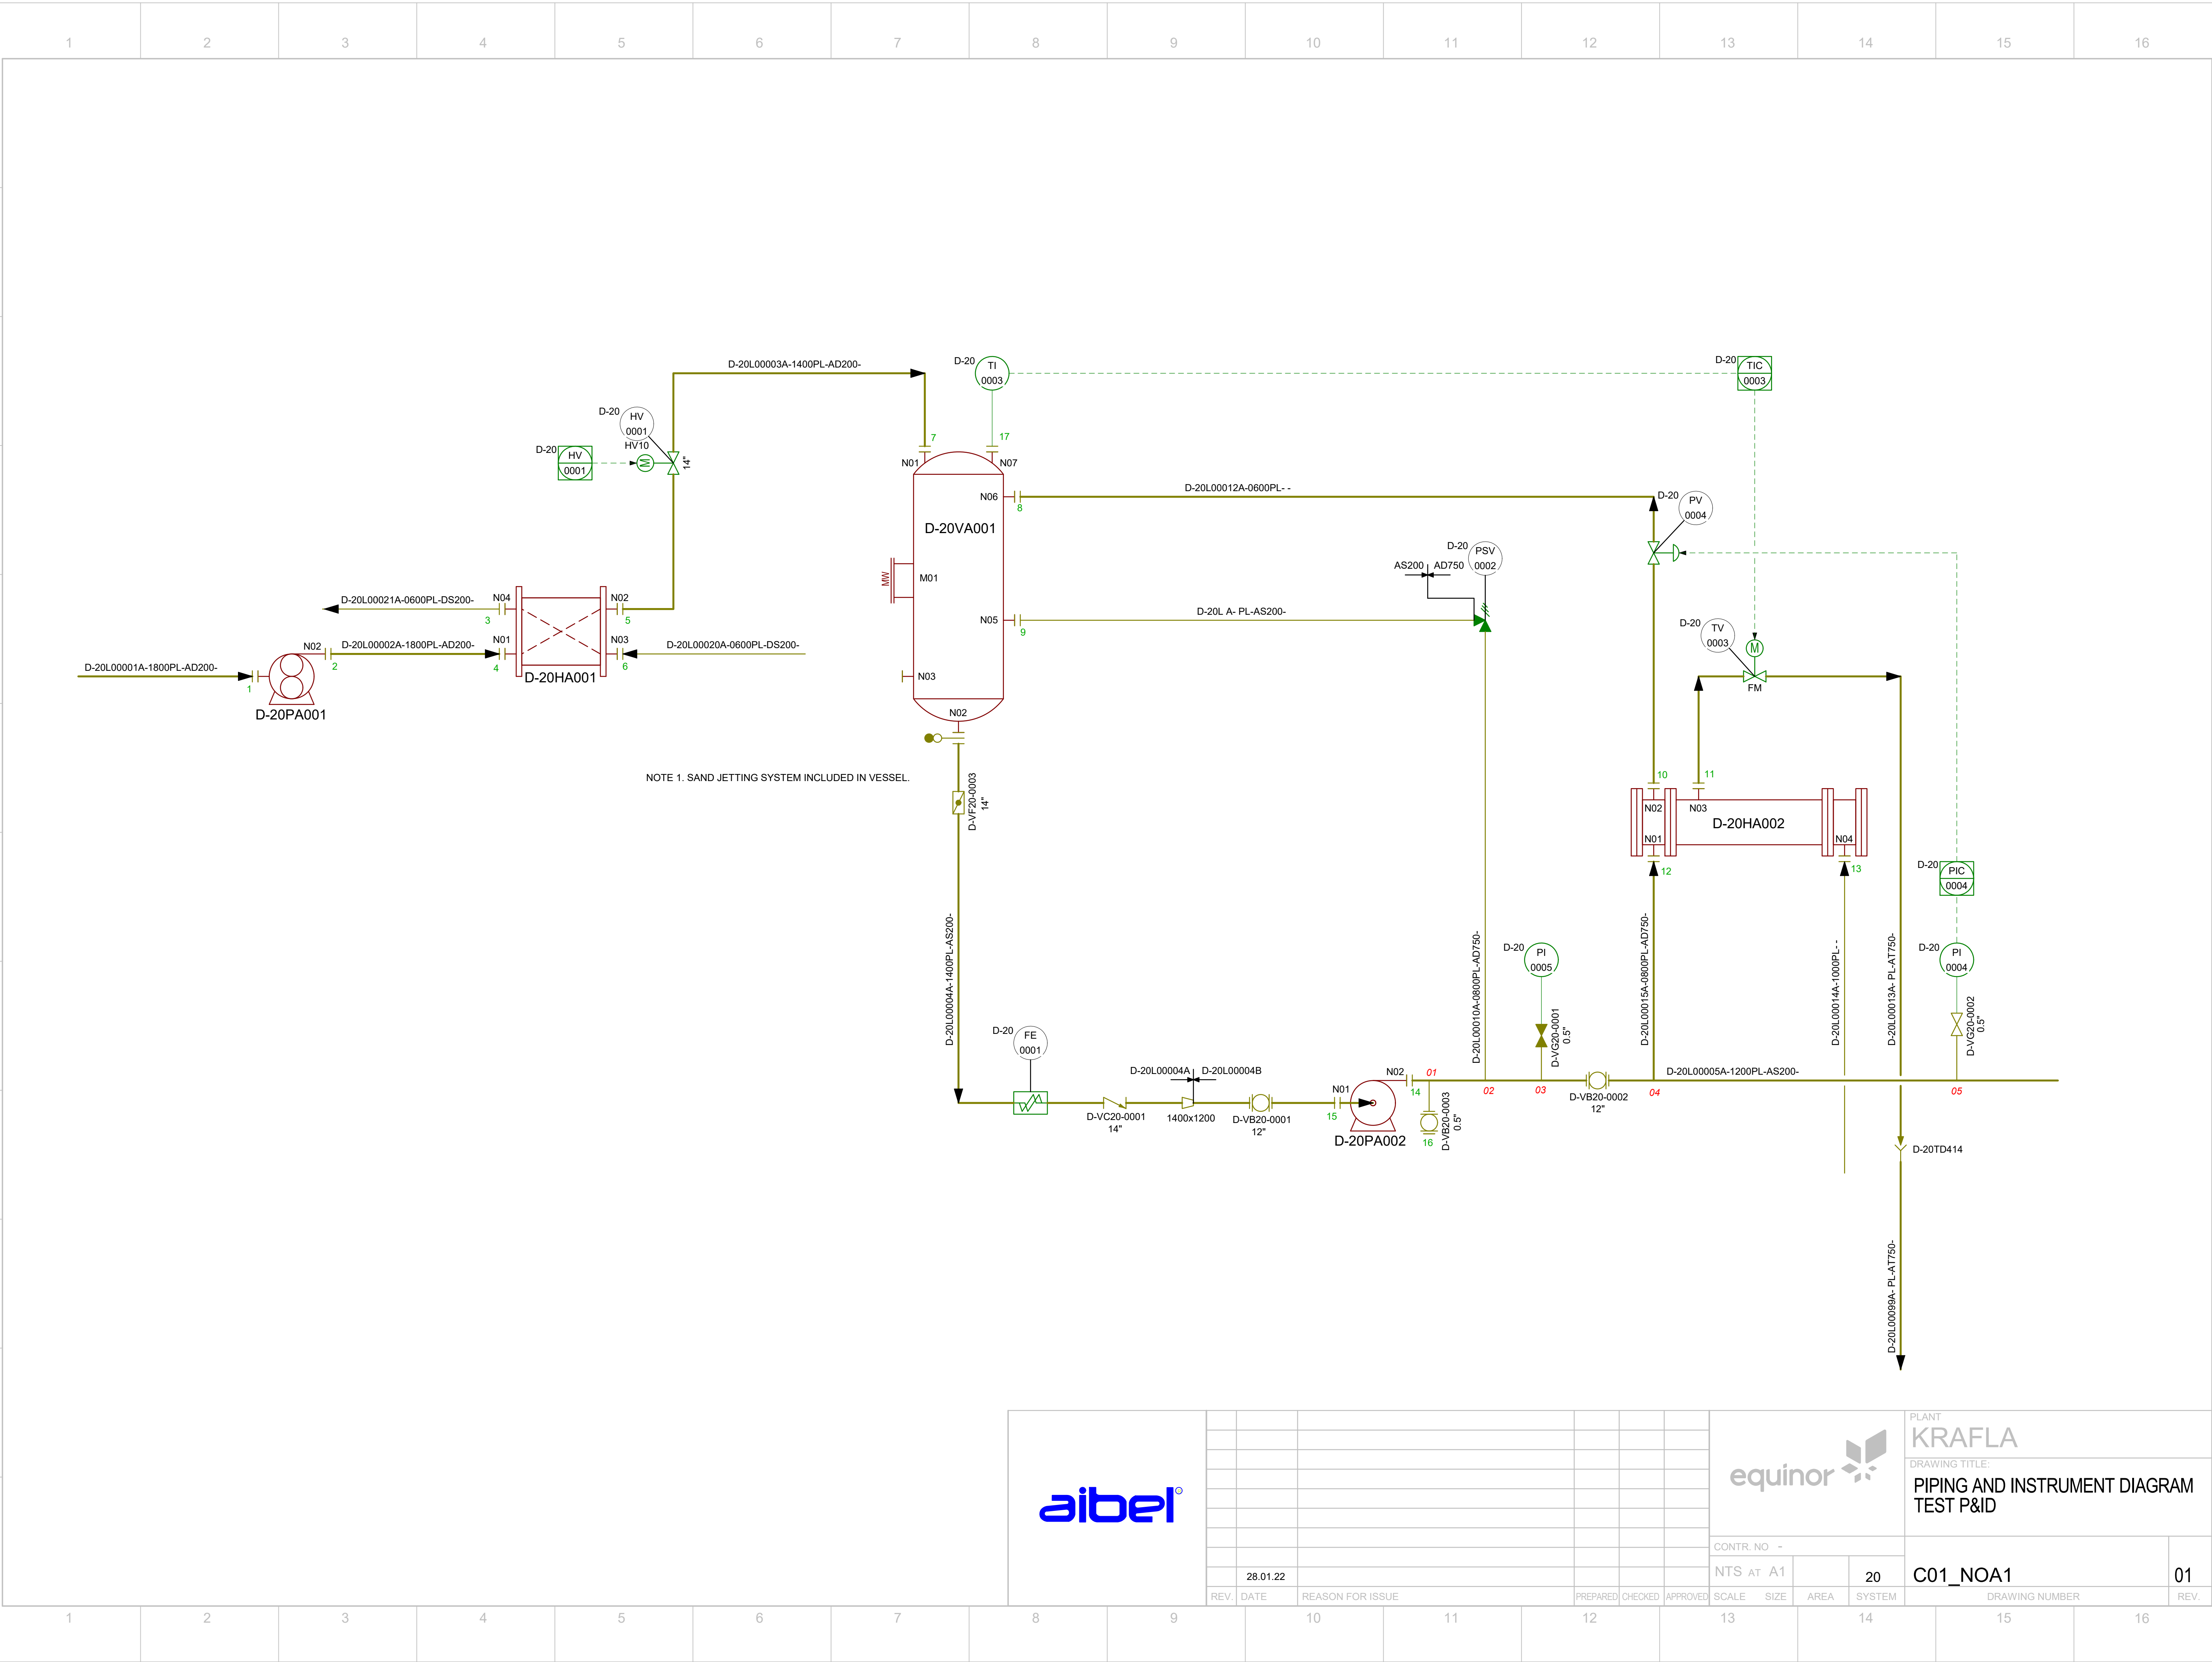 1 2 3 4 5 6 7 8 9 10 11 12 13 14 15 16
D-20L00003A-1400PL-AD200-
D-20
TI
0003
D-20
TIC
0003
D-20
HV
0001
HV10
14"
D-20
HV
0001
7
17
N01
N07
N06
8
D-20L00012A-0600PL- -
D-20
PV
0004
D-20VA001
D-20
PSV
0002
AS200
AD750
MW
M01
D-20L00021A-0600PL-DS200-
N04
3
N02
5
N05
9
D-20L A- PL-AS200-
D-20
TV
0003
FM
N02
2
D-20L00002A-1800PL-AD200-
N01
4
N03
6
D-20L00020A-0600PL-DS200-
D-20L00001A-1800PL-AD200-
1
D-20PA001
D-20HA001
N03
N02
NOTE 1. SAND JETTING SYSTEM INCLUDED IN VESSEL.
D-VF20-0003
14"
10
11
N02
N03
D-20HA002
N01
N04
12
13
D-20
PIC
0004
D-20L00004A-1400PL-AS200-
D-20L00010A-0800PL-AD750-
D-20
PI
0005
D-VG20-0001
0.5"
D-20L00015A-0800PL-AD750-
D-20L00014A-1000PL- -
D-20L00013A- PL-AT750-
D-20
PI
0004
D-VG20-0002
0.5"
D-20
FE
0001
D-20L00004A
D-20L00004B
N01
N02
01
14
02
03
04
D-20L00005A-1200PL-AS200-
05
D-VC20-0001
14"
1400x1200
D-VB20-0001
12"
15
D-20PA002
16
D-VB20-0003
0.5"
D-VB20-0002
12"
D-20TD414
D-20L00099A- PL-AT750-
aibel
28.01.22
REV. DATE REASON FOR ISSUE PREPARED CHECKED APPROVED
equinor
PLANT
KRAFLA
DRAWING TITLE:
PIPING AND INSTRUMENT DIAGRAM
TEST P&ID
CONTR. NO -
NTS AT A1
20
C01_NOA1
01
SCALE SIZE AREA SYSTEM DRAWING NUMBER REV.
1 2 3 4 5 6 7 8 9 10 11 12 13 14 15 16